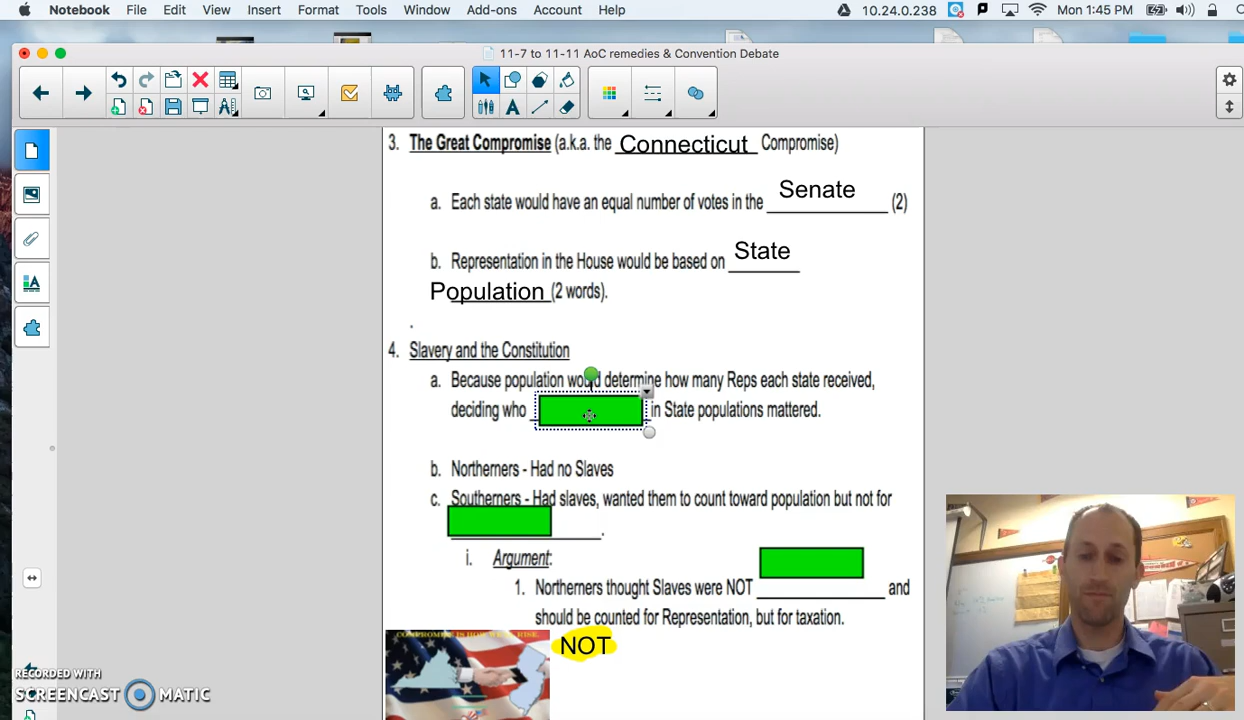 Notebook File Edit View Insert Format Tools Window Add-ons Account Help 10.24.0.238 Mon 1:45 PM
11-7 to 11-11 AoC remedies & Convention Debate
3. The Great Compromise (a.k.a. the Connecticut Compromise)
a. Each state would have an equal number of votes in the Senate (2)
b. Representation in the House would be based on State
Population (2 words).
.
4. Slavery and the Constitution
a. Because population would determine how many Reps each state received,
deciding who in State populations mattered.
b. Northerners - Had no Slaves
c. Southerners - Had slaves, wanted them to count toward population but not for
.
i. Argument:
1. Northerners thought Slaves were NOT and
should be counted for Representation, but for taxation.
NOT
COMPROMISE IS HOW WE RISE.
RECORDED WITH
SCREENCAST MATIC